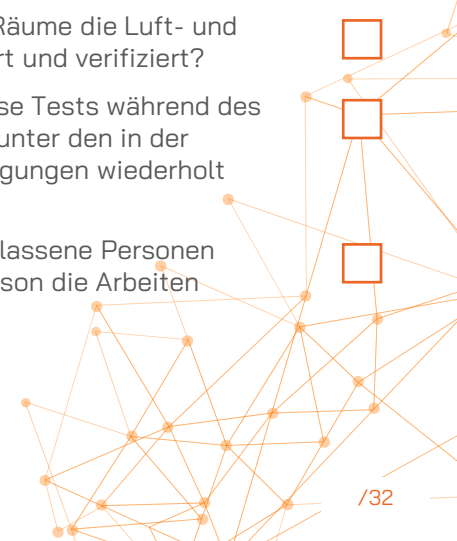 Räume die Luft- und
rt und verifiziert?
se Tests während des
unter den in der
gungen wiederholt
lassene Personen
son die Arbeiten
/32